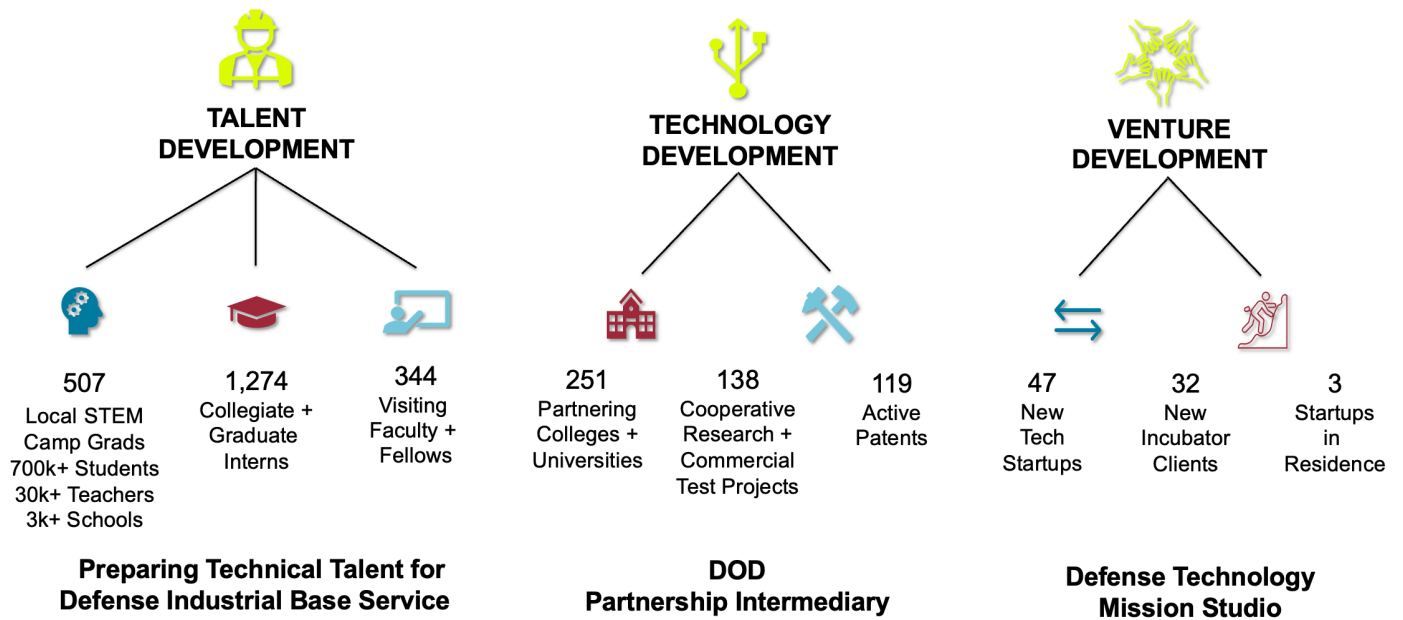 TALENT
DEVELOPMENT
507
Local STEM
Camp Grads
700k+ Students
30k+ Teachers
3k+ Schools
1,274
Collegiate +
Graduate
Interns
344
Visiting
Faculty +
Fellows
Preparing Technical Talent for
Defense Industrial Base Service
TECHNOLOGY
DEVELOPMENT
251
Partnering
Colleges +
Universities
138
Cooperative
Research +
Commercial
Test Projects
119
Active
Patents
DOD
Partnership Intermediary
VENTURE
DEVELOPMENT
47
New
Tech
Startups
32
New
Incubator
Clients
3
Startups
in
Residence
Defense Technology
Mission Studio